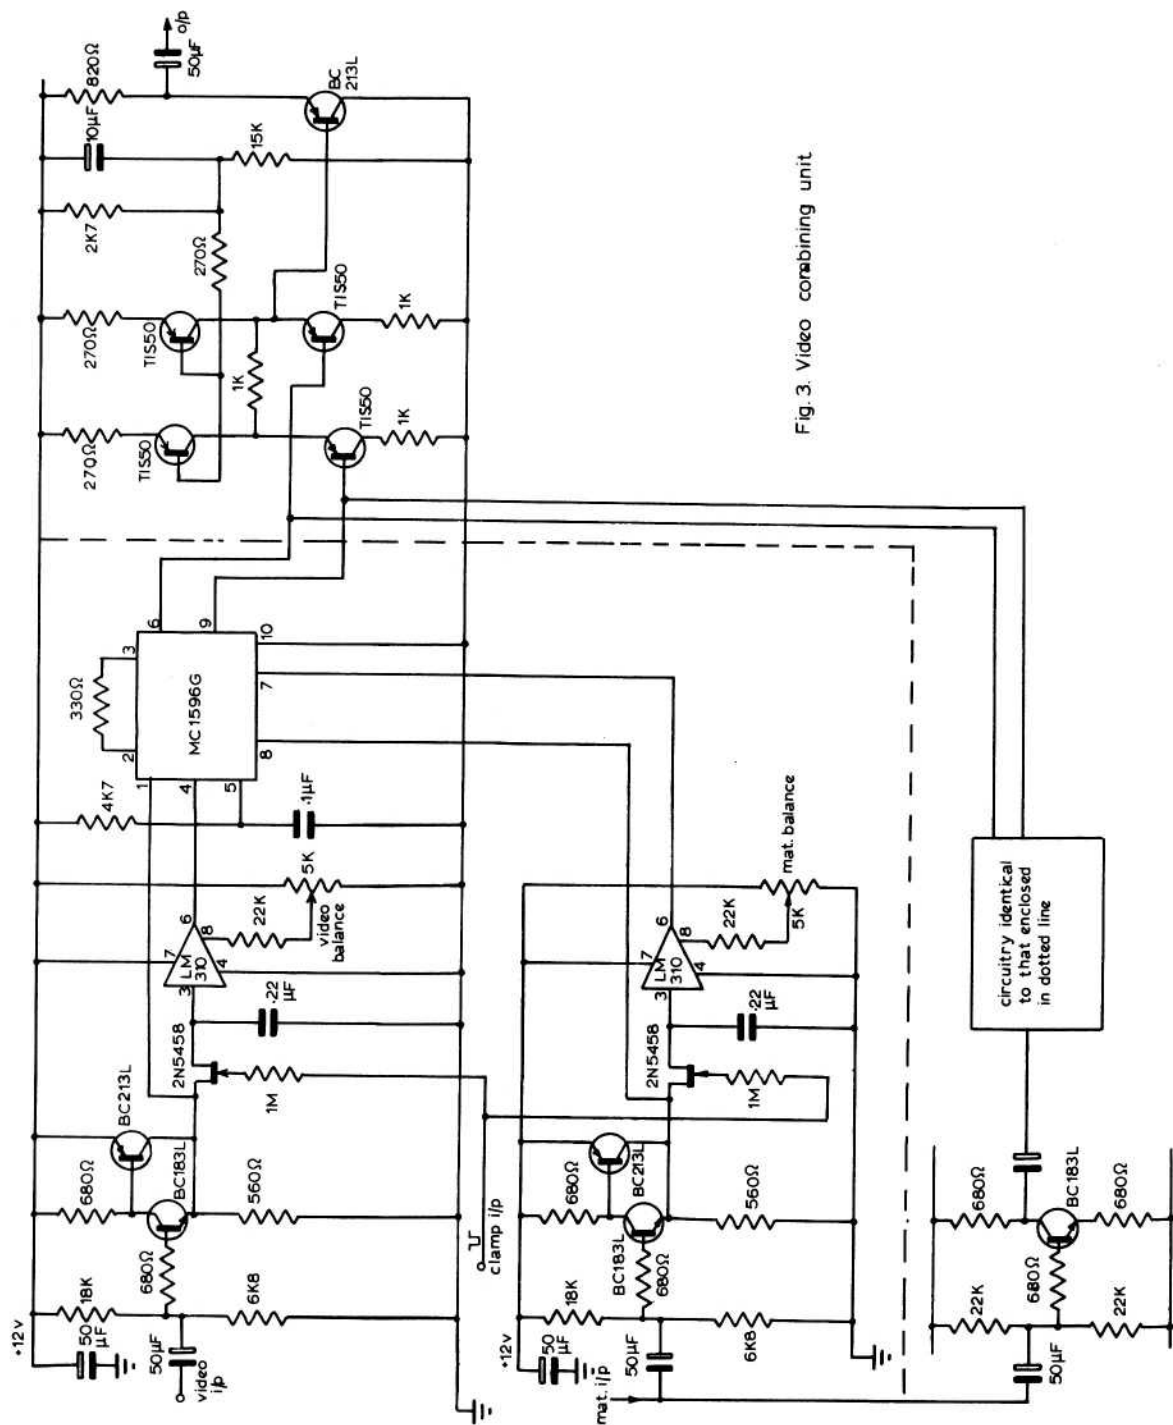 +12v
50
µF
50µF
video
i/p
18K
6K8
680Ω
680Ω
BC183L
560Ω
BC213L
1M
2N5458
.22
µF
3
LM
310
7
4
6
8
22K
5K
video
balance
4K7
.1µF
330Ω
2
3
1
4
5
6
9
8
7
10
MC1596G
270Ω
TIS50
TIS50
1K
1K
270Ω
TIS50
TIS50
1K
270Ω
2K7
10µF
15K
820Ω
BC
213L
50µF
o/p
clamp i/p
+12v
50
µF
mat. i/p
50µF
18K
6K8
680Ω
BC183L
680Ω
560Ω
BC213L
1M
2N5458
.22
µF
3
LM
310
7
4
6
8
22K
5K
mat. balance
50µF
22K
22K
680Ω
680Ω
BC183L
680Ω
circuitry identical
to that enclosed
in dotted line
Fig. 3. Video combining unit